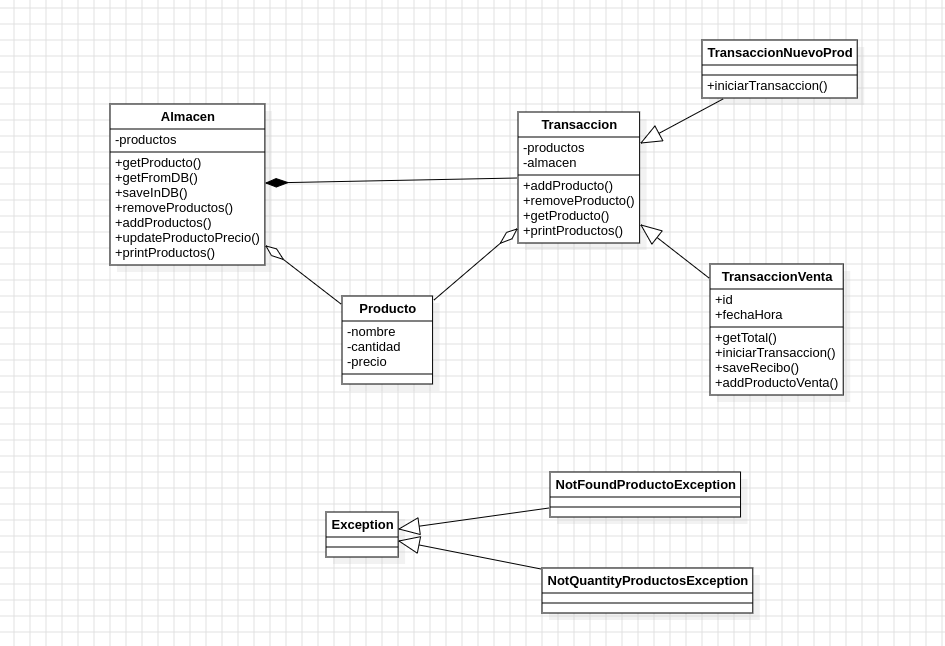 TransaccionNuevoProd
+iniciarTransaccion()
Almacen
-productos
+getProducto()
+getFromDB()
+saveInDB()
+removeProductos()
+addProductos()
+updateProductoPrecio()
+printProductos()
Transaccion
-productos
-almacen
+addProducto()
+removeProducto()
+getProducto()
+printProductos()
TransaccionVenta
+id
+fechaHora
+getTotal()
+iniciarTransaccion()
+saveRecibo()
+addProductoVenta()
Producto
-nombre
-cantidad
-precio
NotFoundProductoException
Exception
NotQuantityProductosException